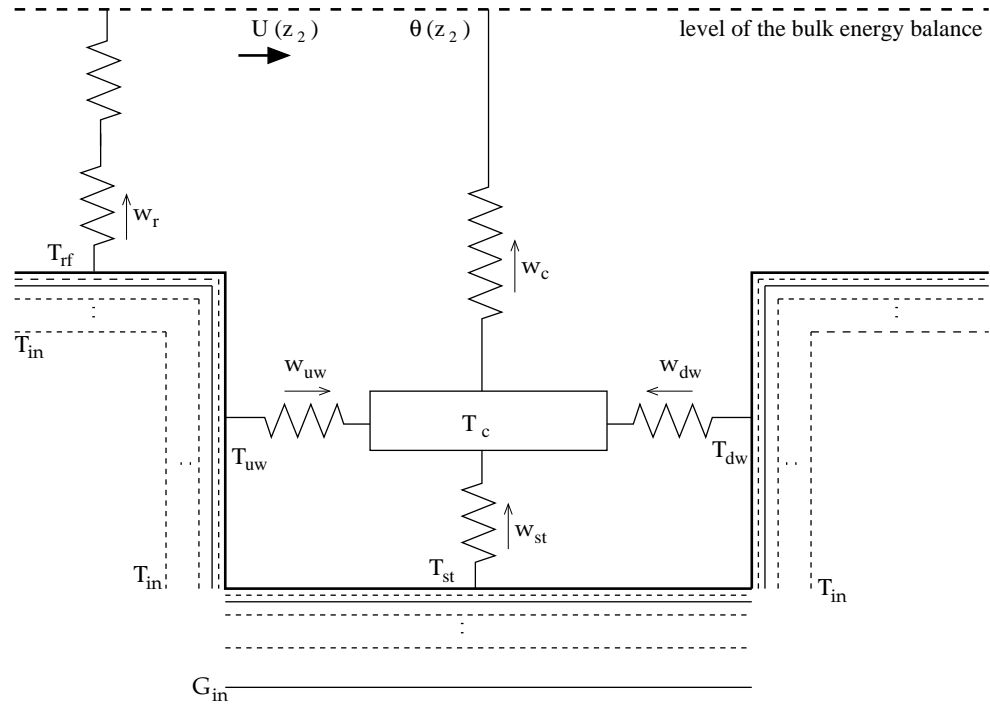 U (z 2) θ (z 2) level of the bulk energy balance
w r
T rf
w c
T in
w uw w dw
T c
T uw T dw
w st
T st
T in T in
G in